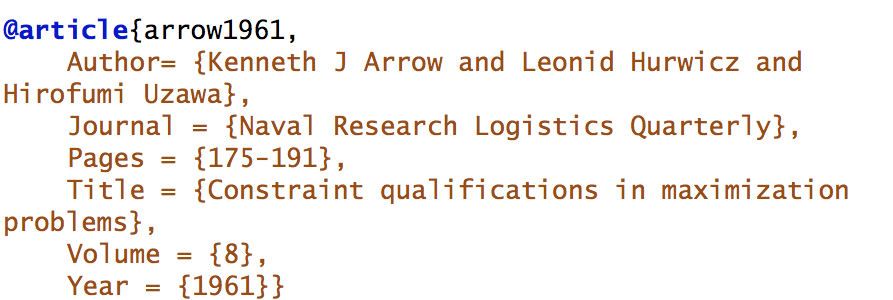 @article{arrow1961,
Author= {Kenneth J Arrow and Leonid Hurwicz and
Hirofumi Uzawa},
Journal = {Naval Research Logistics Quarterly},
Pages = {175-191},
Title = {Constraint qualifications in maximization
problems},
Volume = {8},
Year = {1961}}